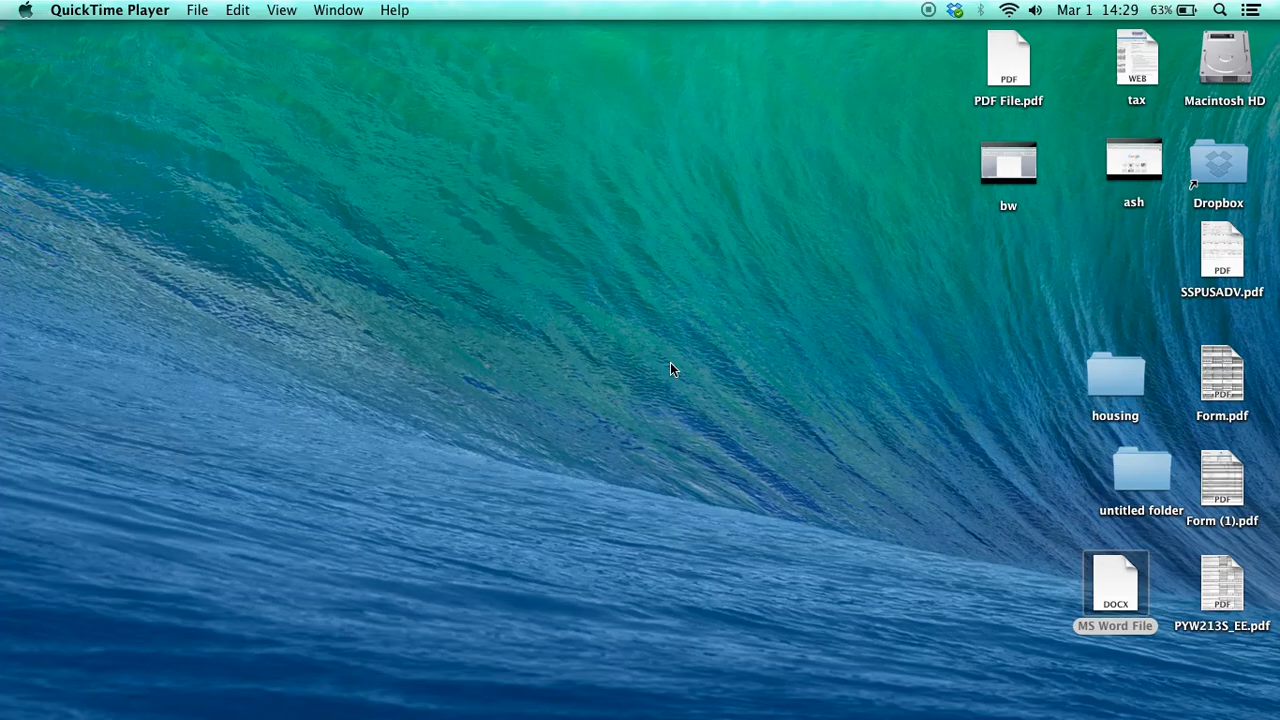 QuickTime Player File Edit View Window Help Mar 1 14:29 63%
PDF
WEB
PDF File.pdf
tax
Macintosh HD
bw
ash
Dropbox
PDF
SSPUSADV.pdf
PDF
housing
Form.pdf
PDF
untitled folder
Form (1).pdf
DOCX
PDF
MS Word File
PYW213S_EE.pdf